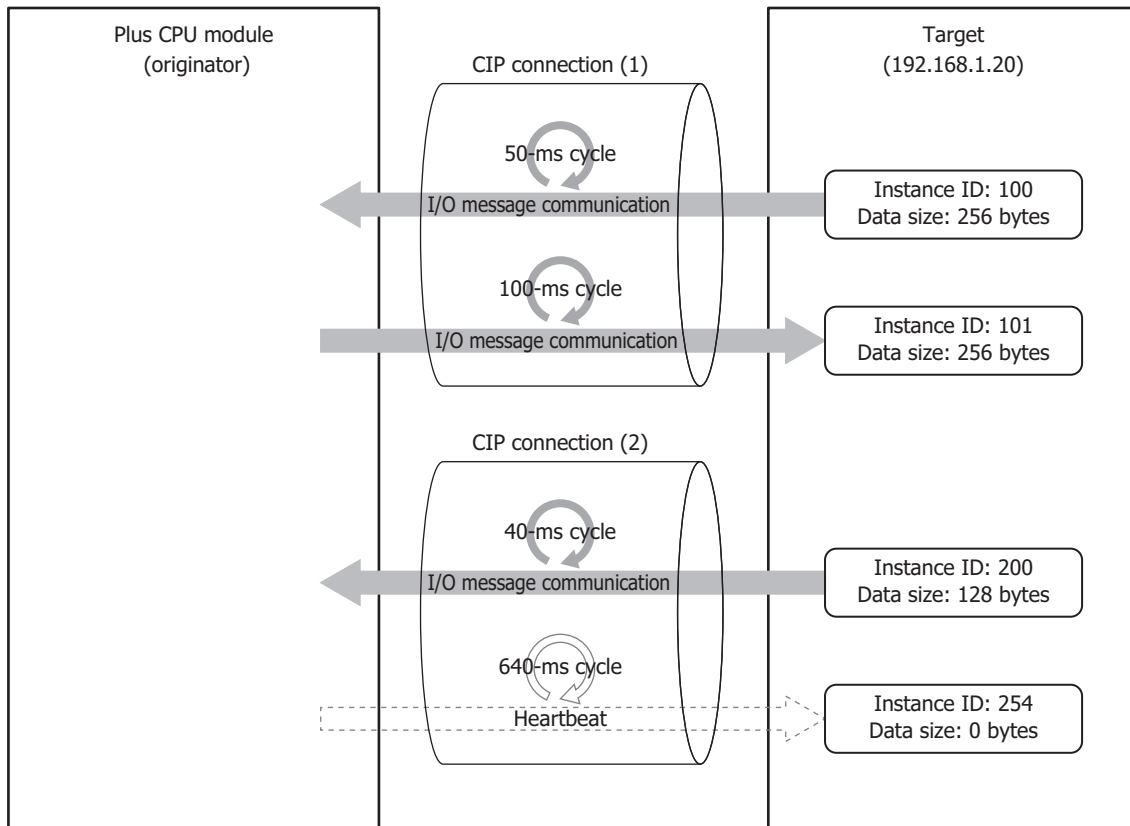 Plus CPU module
(originator)
CIP connection (1)
Target
(192.168.1.20)
50-ms cycle
I/O message communication
Instance ID: 100
Data size: 256 bytes
100-ms cycle
I/O message communication
Instance ID: 101
Data size: 256 bytes
CIP connection (2)
40-ms cycle
I/O message communication
Instance ID: 200
Data size: 128 bytes
640-ms cycle
Heartbeat
Instance ID: 254
Data size: 0 bytes